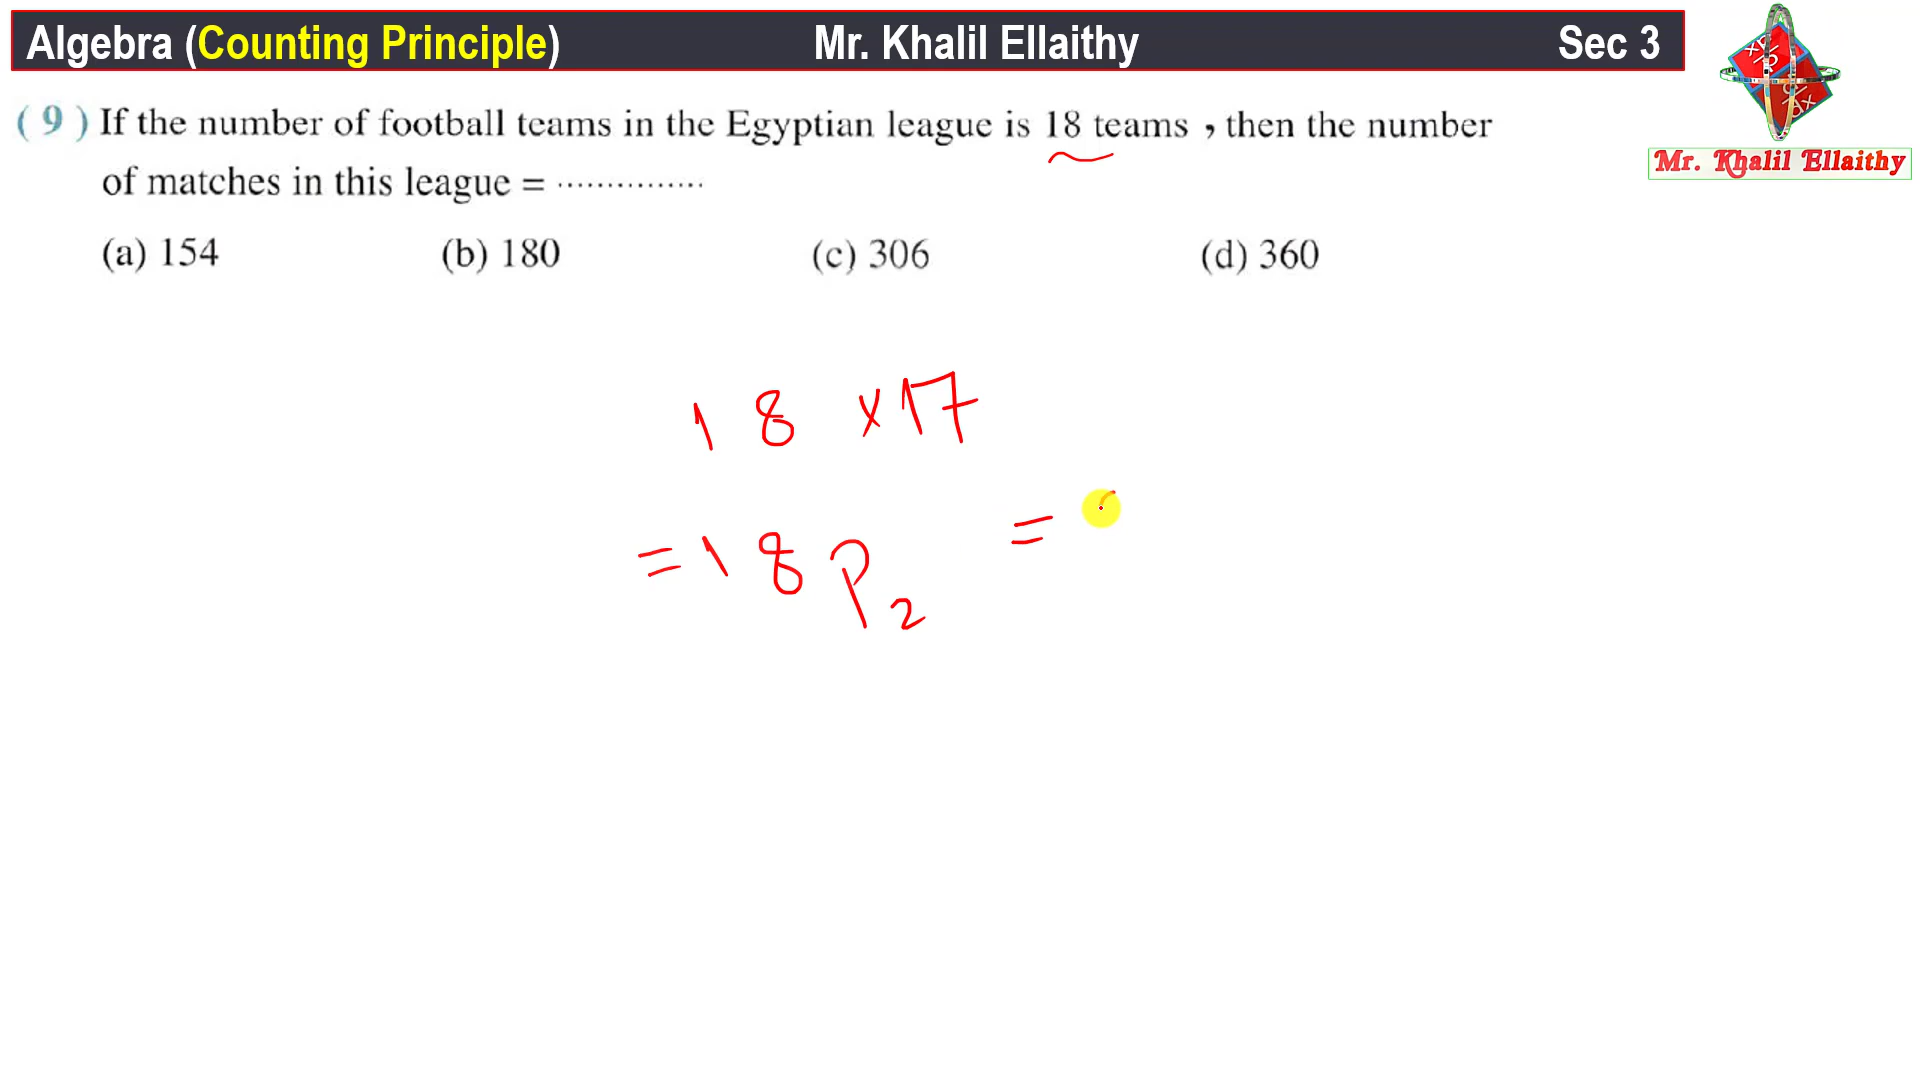 Algebra (Counting Principle) Mr. Khalil Ellaithy Sec 3
Mr. Khalil Ellaithy
( 9 ) If the number of football teams in the Egyptian league is 18 teams , then the number
of matches in this league = ...............
(a) 154 (b) 180 (c) 306 (d) 360
18 × 17
= 18 P 2 =